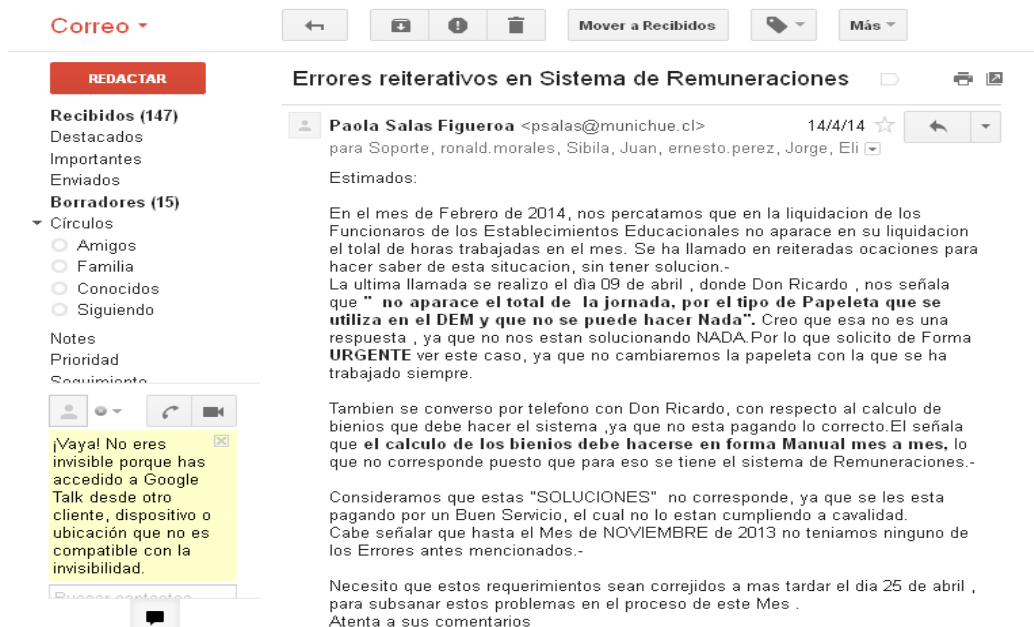 Correo
Mover a Recibidos
Más
REDACTAR
Errores reiterativos en Sistema de Remuneraciones
Recibidos (147)
Destacados
Importantes
Enviados
Borradores (15)
Círculos
Amigos
Familia
Conocidos
Siguiendo
Notes
Prioridad
Seguimiento
¡Vaya! No eres
invisible porque has
accedido a Google
Talk desde otro
cliente, dispositivo o
ubicación que no es
compatible con la
invisibilidad.
Buscar contactos
Paola Salas Figueroa <psalas@munichue.cl>
14/4/14
para Soporte, ronald.morales, Sibila, Juan, ernesto.perez, Jorge, Eli
Estimados:
En el mes de Febrero de 2014, nos percatamos que en la liquidacion de los
Funcionaros de los Establecimientos Educacionales no aparece en su liquidacion
el tolal de horas trabajadas en el mes. Se ha llamado en reiteradas ocaciones para
hacer saber de esta situcacion, sin tener solucion.-
La ultima llamada se realizo el dìa 09 de abril , donde Don Ricardo , nos señala
que " no aparece el total de la jornada, por el tipo de Papeleta que se
utiliza en el DEM y que no se puede hacer Nada". Creo que esa no es una
respuesta , ya que no nos estan solucionando NADA.Por lo que solicito de Forma
URGENTE ver este caso, ya que no cambiaremos la papeleta con la que se ha
trabajado siempre.
Tambien se converso por telefono con Don Ricardo, con respecto al calculo de
bienios que debe hacer el sistema ,ya que no esta pagando lo correcto.El señala
que el calculo de los bienios debe hacerse en forma Manual mes a mes, lo
que no corresponde puesto que para eso se tiene el sistema de Remuneraciones.-
Consideramos que estas "SOLUCIONES" no corresponde, ya que se les esta
pagando por un Buen Servicio, el cual no lo estan cumpliendo a cavalidad.
Cabe señalar que hasta el Mes de NOVIEMBRE de 2013 no teniamos ninguno de
los Errores antes mencionados.-
Necesito que estos requerimientos sean correjidos a mas tardar el dia 25 de abril ,
para subsanar estos problemas en el proceso de este Mes .
Atenta a sus comentarios